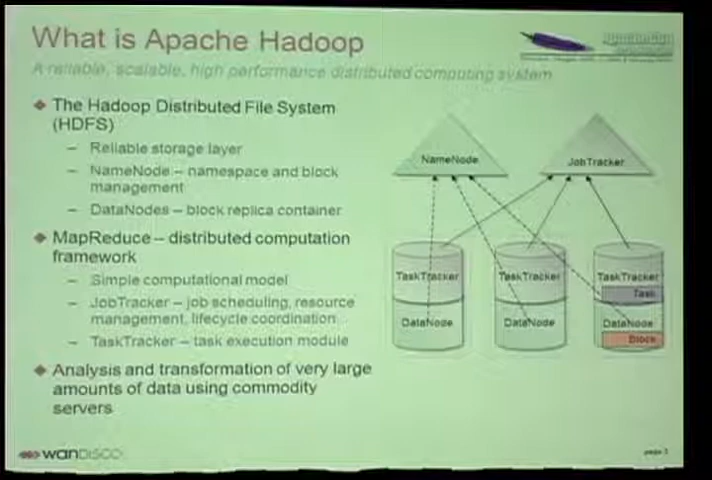 What is Apache Hadoop
A reliable, scalable, high performance distributed computing system
The Hadoop Distributed File System
(HDFS)
– Reliable storage layer
– NameNode – namespace and block
management
– DataNodes – block replica container
MapReduce – distributed computation
framework
– Simple computational model
– JobTracker – job scheduling, resource
management, lifecycle coordination
– TaskTracker – task execution module
Analysis and transformation of very large
amounts of data using commodity
servers
NameNode
JobTracker
TaskTracker
TaskTracker
TaskTracker
Task
DataNode
DataNode
DataNode
Block
WANDISCO
page 3